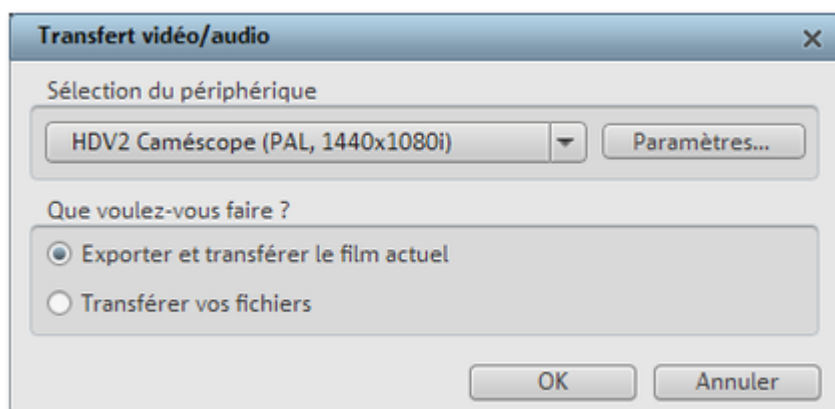 Transfert vidéo/audio
Sélection du périphérique
HDV2 Caméscope (PAL, 1440x1080i)
Paramètres...
Que voulez-vous faire ?
Exporter et transférer le film actuel
Transférer vos fichiers
OK
Annuler